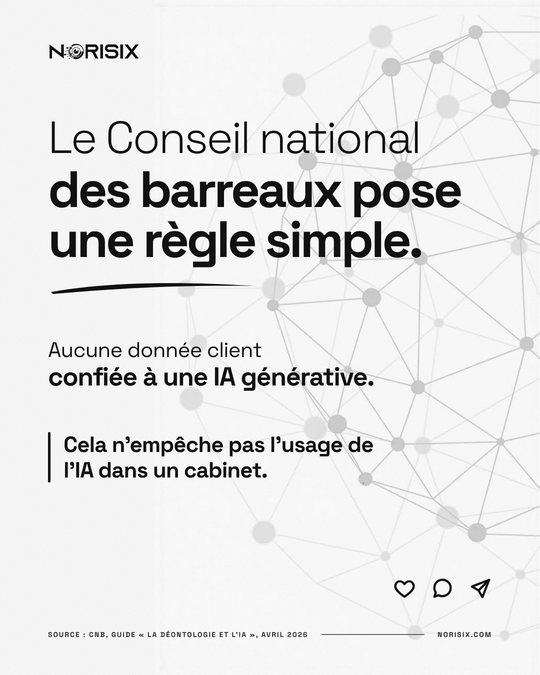 NORISIX
Le Conseil national
des barreaux pose
une règle simple.
Aucune donnée client
confiée à une IA générative.
Cela n'empêche pas l'usage de
l'IA dans un cabinet.
SOURCE : CNB, GUIDE « LA DÉONTOLOGIE ET L'IA », AVRIL 2026
NORISIX.COM